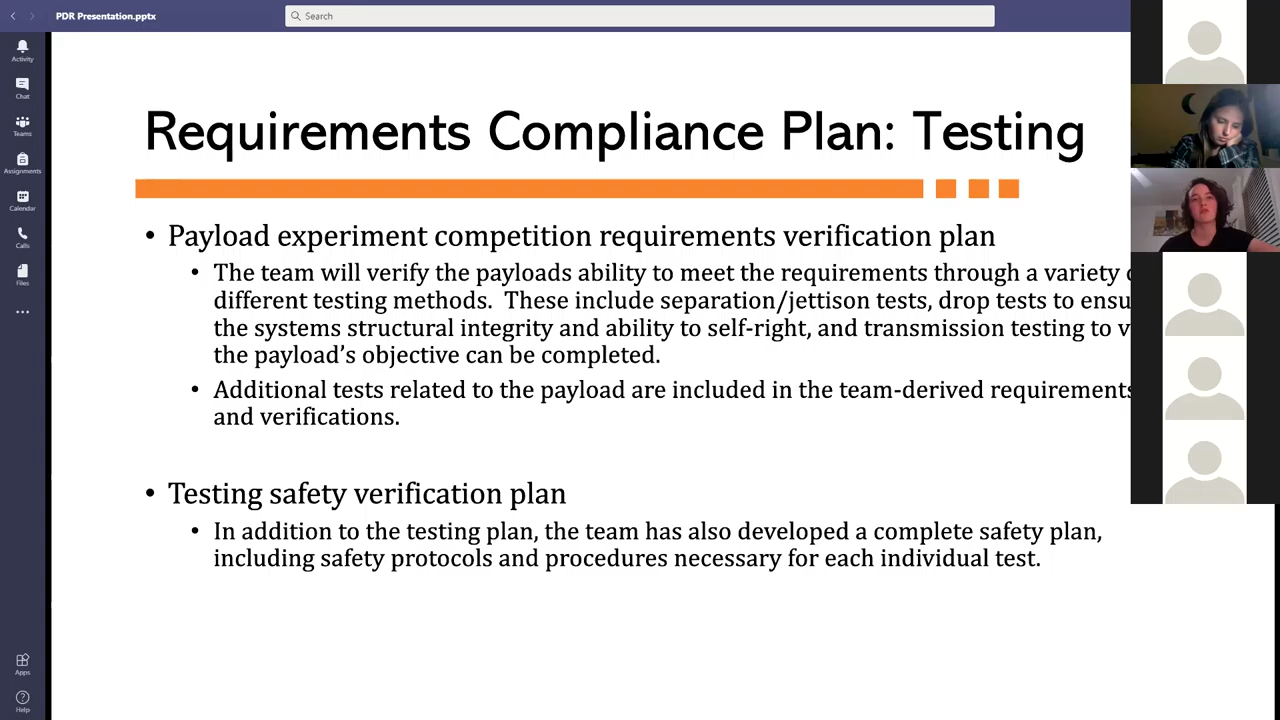 PDR Presentation.pptx
Search
Activity
Chat
Teams
Assignments
Calendar
Calls
Files
Apps
Help
Requirements Compliance Plan: Testing
• Payload experiment competition requirements verification plan
• The team will verify the payloads ability to meet the requirements through a variety
different testing methods. These include separation/jettison tests, drop tests to
the systems structural integrity and ability to self-right, and transmission testing to
the payload's objective can be completed.
• Additional tests related to the payload are included in the team-derived requirements
and verifications.
• Testing safety verification plan
• In addition to the testing plan, the team has also developed a complete safety plan,
including safety protocols and procedures necessary for each individual test.